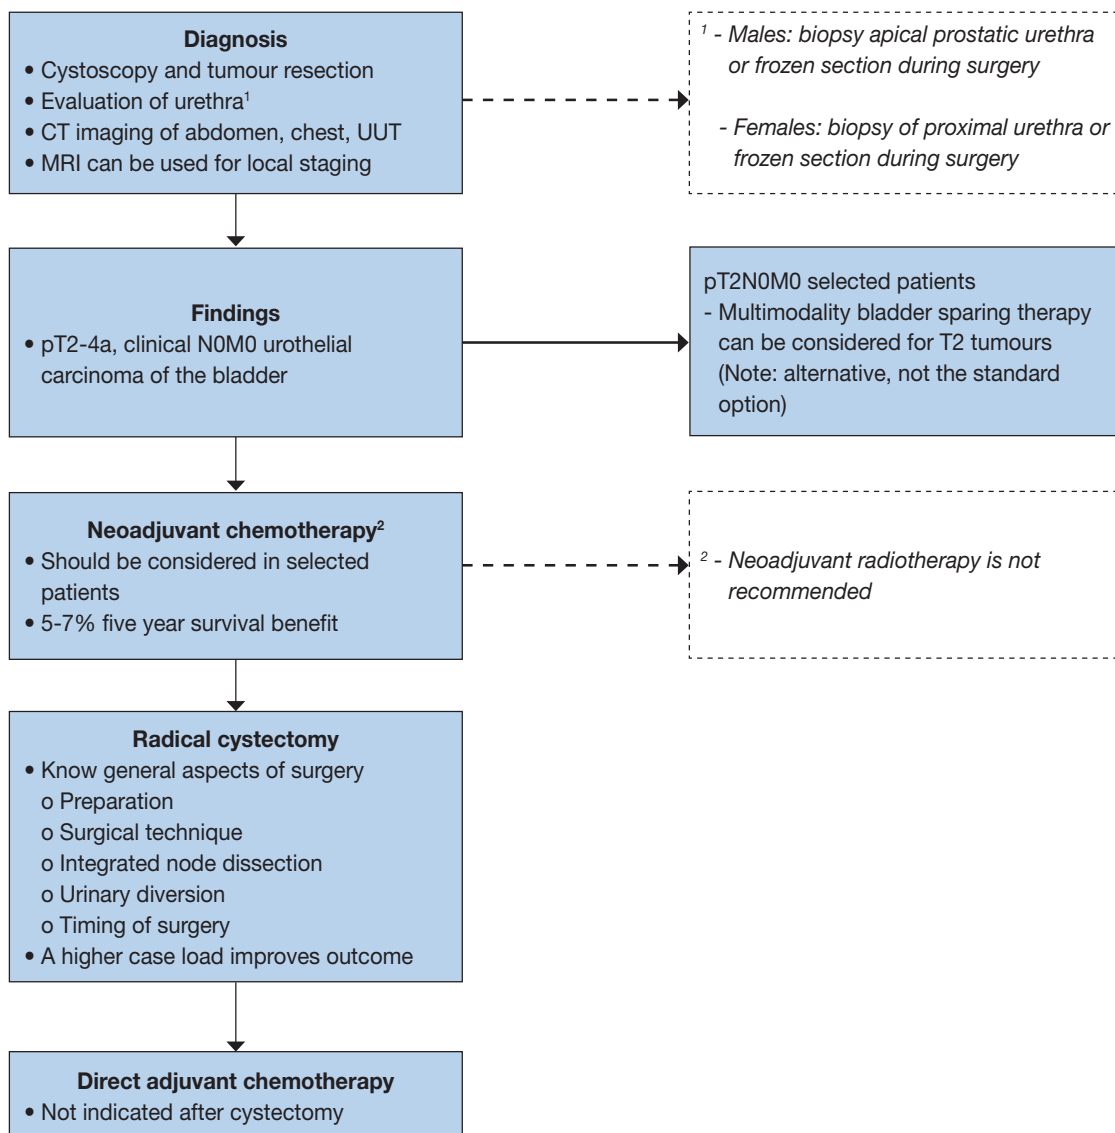 Diagnosis
• Cystoscopy and tumour resection
• Evaluation of urethra¹
• CT imaging of abdomen, chest, UUT
• MRI can be used for local staging
¹ - Males: biopsy apical prostatic urethra
or frozen section during surgery
- Females: biopsy of proximal urethra or
frozen section during surgery
Findings
• pT2-4a, clinical N0M0 urothelial
carcinoma of the bladder
pT2N0M0 selected patients
- Multimodality bladder sparing therapy
can be considered for T2 tumours
(Note: alternative, not the standard
option)
Neoadjuvant chemotherapy²
• Should be considered in selected
patients
• 5-7% five year survival benefit
² - Neoadjuvant radiotherapy is not
recommended
Radical cystectomy
• Know general aspects of surgery
o Preparation
o Surgical technique
o Integrated node dissection
o Urinary diversion
o Timing of surgery
• A higher case load improves outcome
Direct adjuvant chemotherapy
• Not indicated after cystectomy